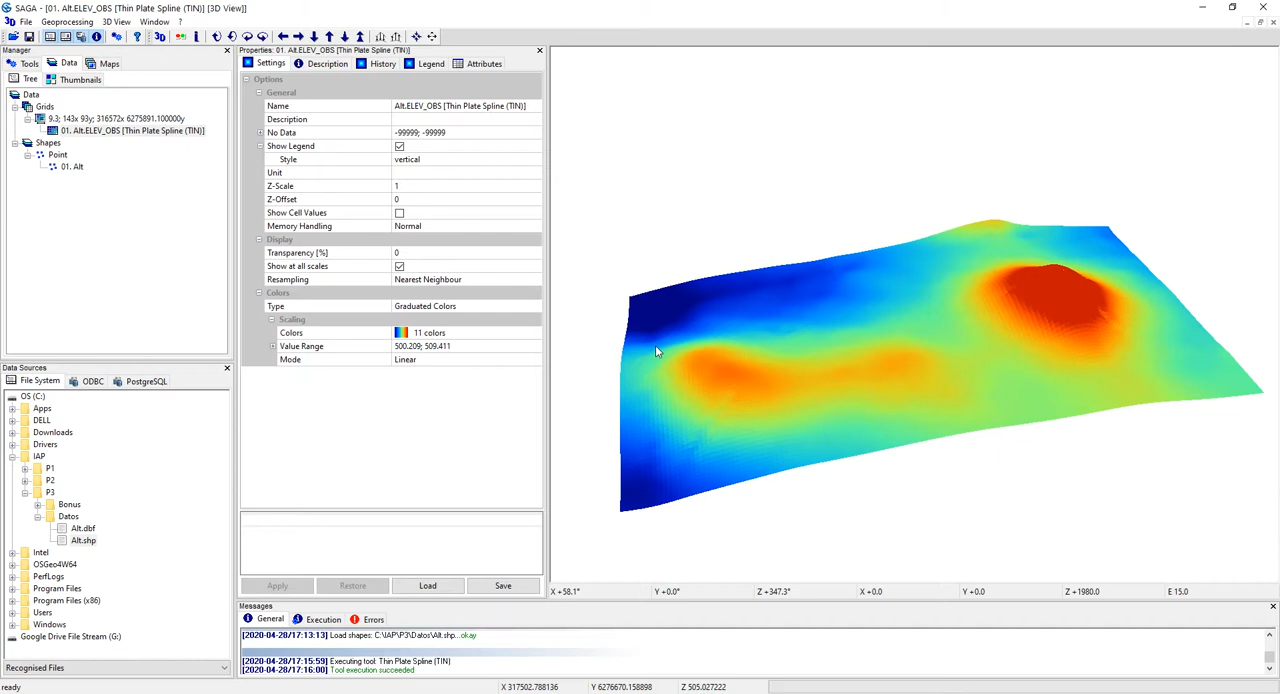 SAGA - [01. Alt.ELEV_OBS [Thin Plate Spline (TIN)] [3D View]]
3D File Geoprocessing 3D View Window ?
3D
Manager
Tools Data Maps
Tree Thumbnails
Data
Grids
9.3; 143x 93y; 316572x 6275891.100000y
01. Alt.ELEV_OBS [Thin Plate Spline (TIN)]
Shapes
Point
01. Alt
Data Sources
File System ODBC PostgreSQL
OS (C:)
Apps
DELL
Downloads
Drivers
IAP
P1
P2
P3
Bonus
Datos
Alt.dbf
Alt.shp
Intel
OSGeo4W64
PerfLogs
Program Files
Program Files (x86)
Users
Windows
Google Drive File Stream (G:)
Recognised Files
Properties: 01. Alt.ELEV_OBS [Thin Plate Spline (TIN)]
Settings Description History Legend Attributes
Options
General
Name Alt.ELEV_OBS [Thin Plate Spline (TIN)]
Description
No Data -99999; -99999
Show Legend
Style vertical
Unit
Z-Scale 1
Z-Offset 0
Show Cell Values
Memory Handling Normal
Display
Transparency [%] 0
Show at all scales
Resampling Nearest Neighbour
Colors
Type Graduated Colors
Scaling
Colors 11 colors
Value Range 500.209; 509.411
Mode Linear
Apply Restore Load Save
X +58.1° Y +0.0° Z +347.3° X +0.0 Y +0.0 Z +1980.0 E 15.0
Messages
General Execution Errors
[2020-04-28/17:13:13] Load shapes: C:\IAP\P3\Datos\Alt.shp...okay
[2020-04-28/17:15:59] Executing tool: Thin Plate Spline (TIN)
[2020-04-28/17:16:00] Tool execution succeeded
ready X 317502.788136 Y 6276670.158898 Z 505.027222